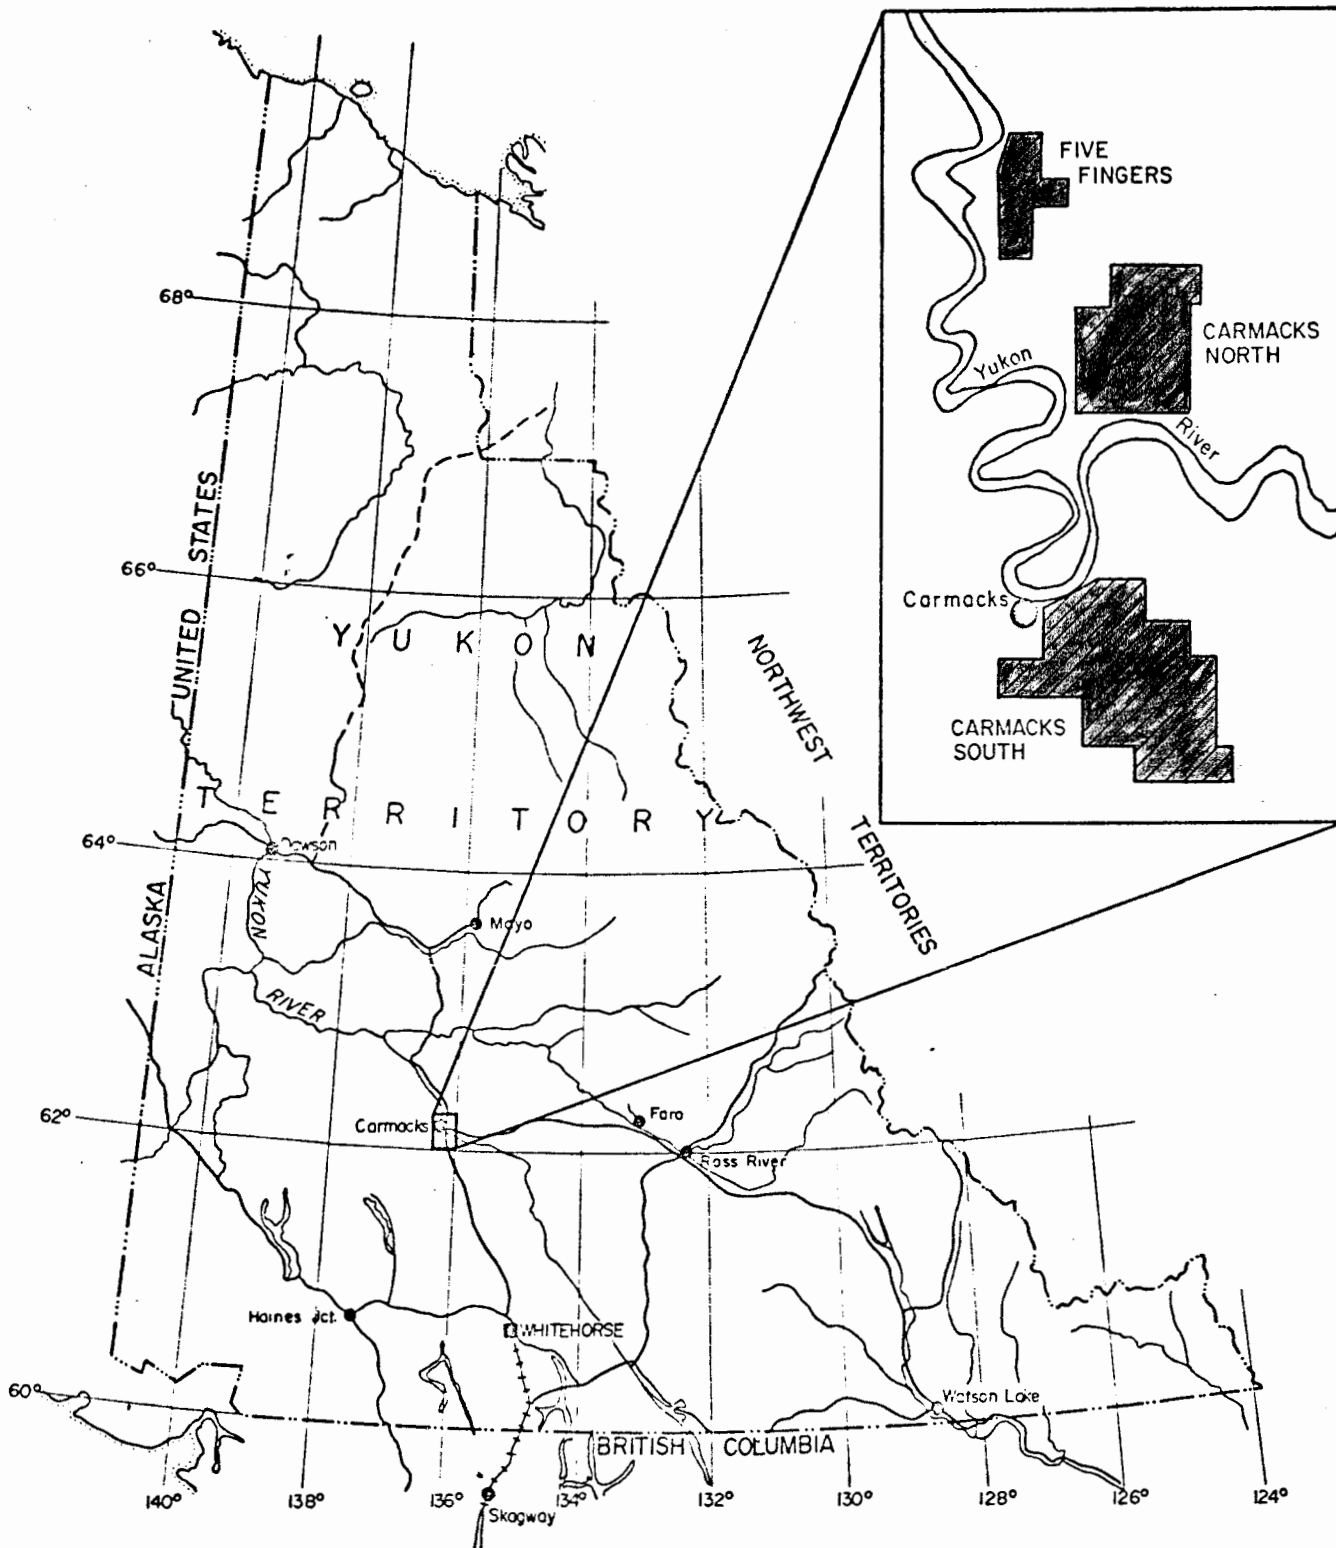 FIVE
FINGERS
CARMACKS
NORTH
Yukon
River
Carmacks
CARMACKS
SOUTH
68°
66°
64°
62°
60°
UNITED STATES
ALASKA
YUKON
TERRITORY
NORTHWEST
TERRITORIES
Dawson
YUKON
RIVER
Mayo
Carmacks
Faro
Ross River
Haines Jct.
WHITEHORSE
Watson Lake
BRITISH COLUMBIA
Skagway
140° 138° 136° 134° 132° 130° 128° 126° 124°